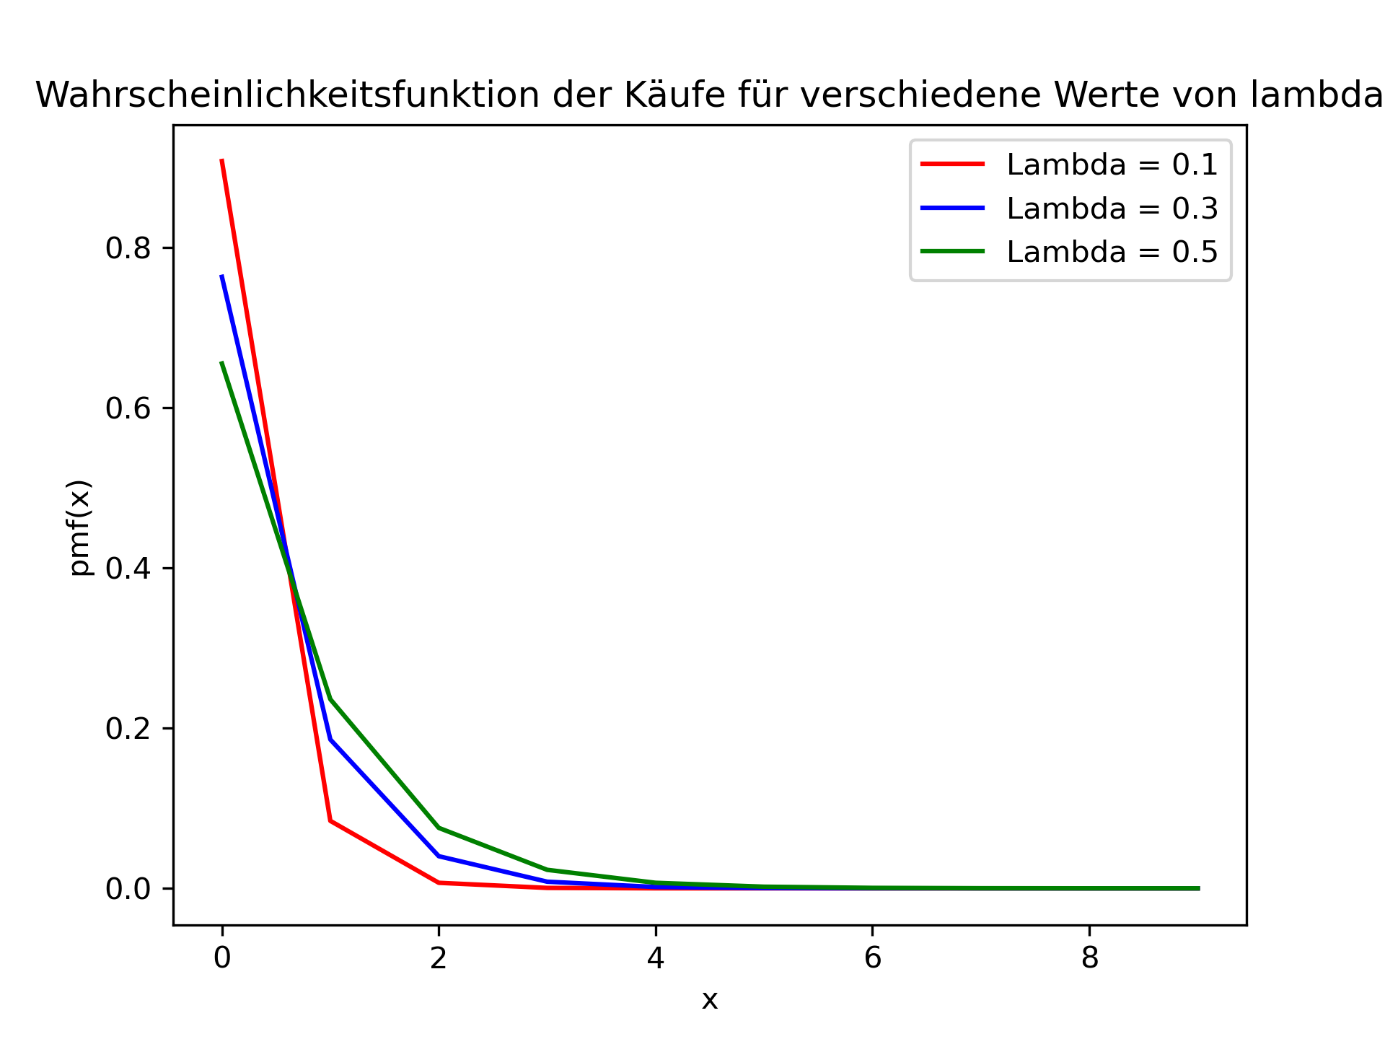 Wahrscheinlichkeitsfunktion der Käufe für verschiedene Werte von lambda
Lambda = 0.1
Lambda = 0.3
Lambda = 0.5
pmf(x)
0.8
0.6
0.4
0.2
0.0
0 2 4 6 8
x